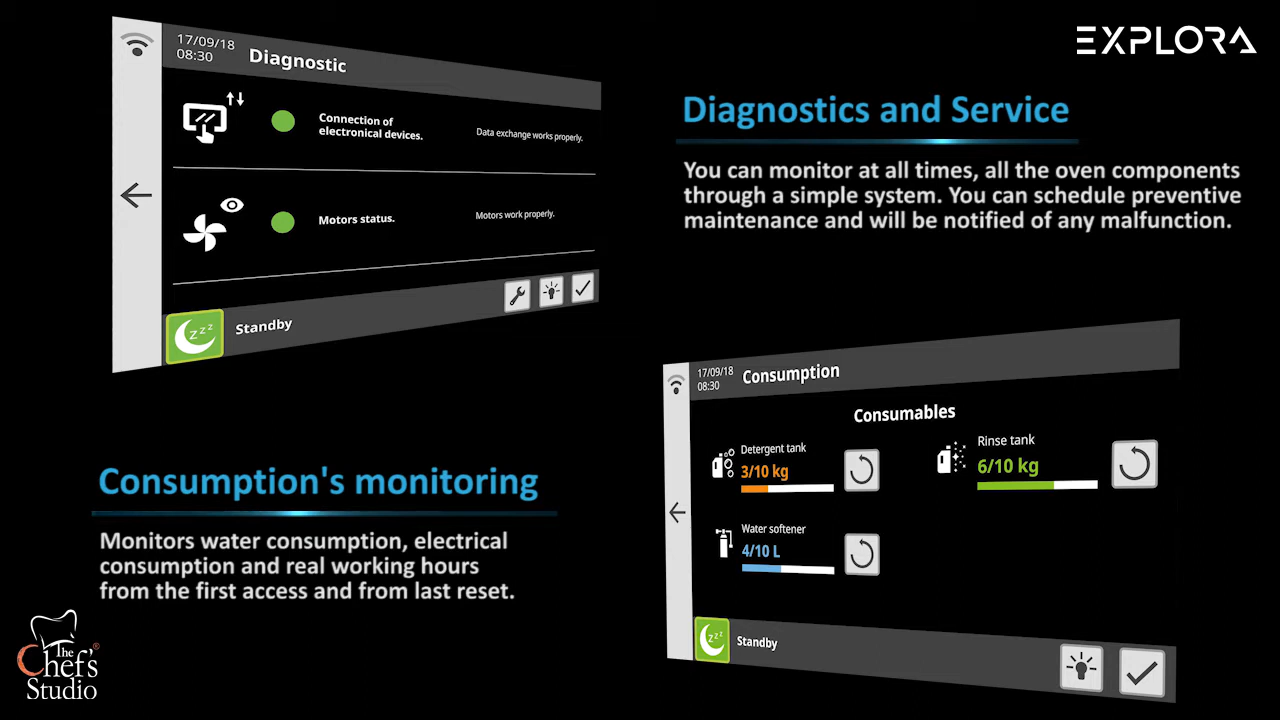 17/09/18
08:30
Diagnostic
Connection of
electronical devices.
Data exchange works properly.
Motors status.
Motors work properly.
zzz
Standby
EXPLORA
Diagnostics and Service
You can monitor at all times, all the oven components
through a simple system. You can schedule preventive
maintenance and will be notified of any malfunction.
Consumption's monitoring
Monitors water consumption, electrical
consumption and real working hours
from the first access and from last reset.
17/09/18
08:30
Consumption
Consumables
Detergent tank
3/10 kg
Rinse tank
6/10 kg
Water softener
4/10 L
zzz
Standby
The
Chef's®
Studio